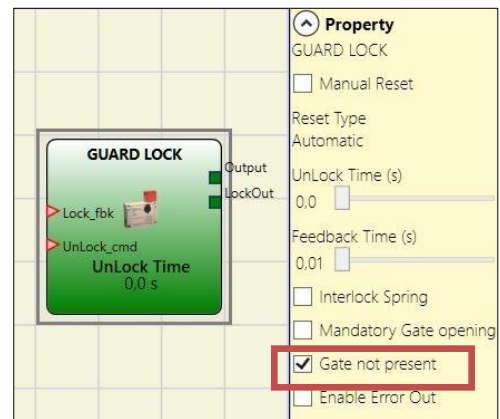 GUARD LOCK
Output
LockOut
Lock_fbk
UnLock_cmd
UnLock Time
0,0 s
Property
GUARD LOCK
Manual Reset
Reset Type
Automatic
UnLock Time (s)
0,0
Feedback Time (s)
0,01
Interlock Spring
Mandatory Gate opening
Gate not present
Enable Error Out